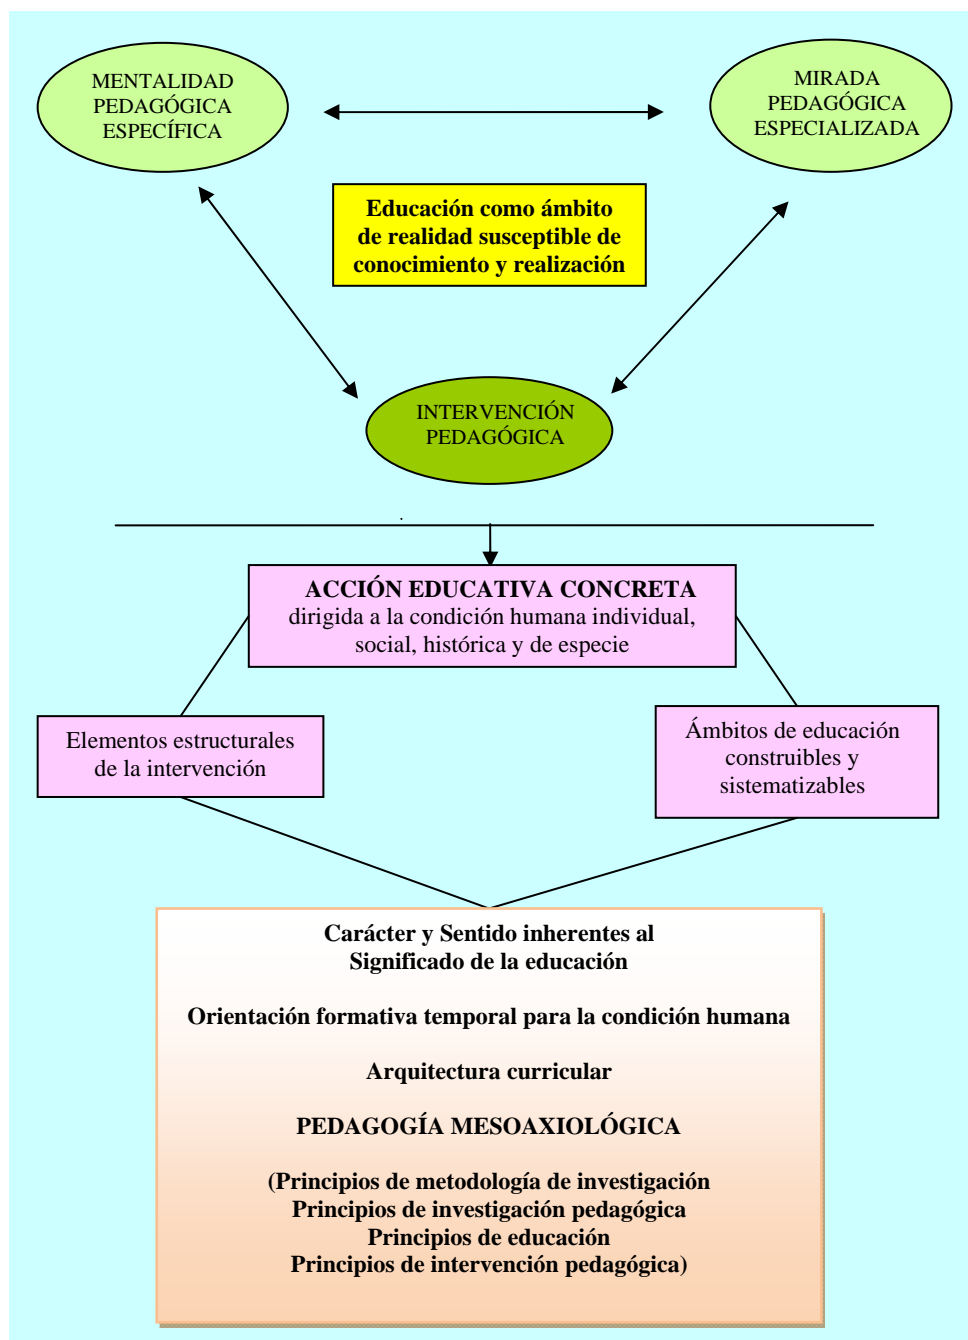 MENTALIDAD
PEDAGÓGICA
ESPECÍFICA
MIRADA
PEDAGÓGICA
ESPECIALIZADA
Educación como ámbito
de realidad susceptible de
conocimiento y realización
INTERVENCIÓN
PEDAGÓGICA
ACCIÓN EDUCATIVA CONCRETA
dirigida a la condición humana individual,
social, histórica y de especie
Elementos estructurales
de la intervención
Ámbitos de educación
construibles y
sistematizables
Carácter y Sentido inherentes al
Significado de la educación
Orientación formativa temporal para la condición humana
Arquitectura curricular
PEDAGOGÍA MESOAXIOLÓGICA
(Principios de metodología de investigación
Principios de investigación pedagógica
Principios de educación
Principios de intervención pedagógica)